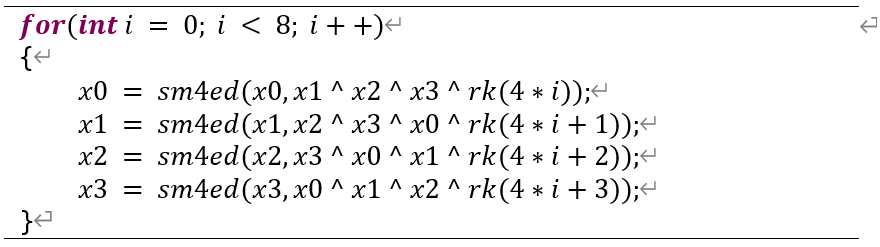 for(int i = 0; i < 8; i ++)↵
{↵
x0 = sm4ed(x0, x1 ^ x2 ^ x3 ^ rk(4 * i));↵
x1 = sm4ed(x1, x2 ^ x3 ^ x0 ^ rk(4 * i + 1));↵
x2 = sm4ed(x2, x3 ^ x0 ^ x1 ^ rk(4 * i + 2));↵
x3 = sm4ed(x3, x0 ^ x1 ^ x2 ^ rk(4 * i + 3));↵
}↵